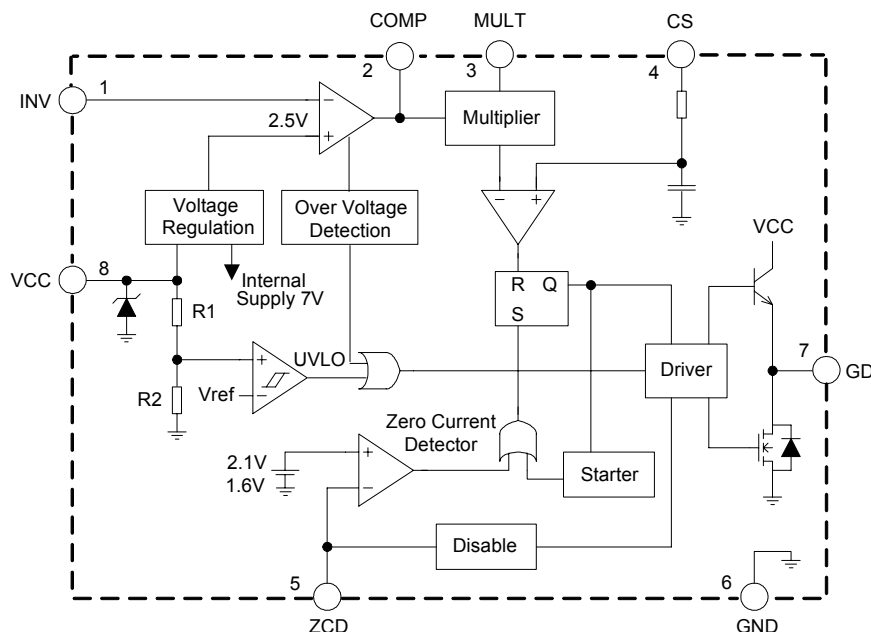 COMP
MULT
CS
2
3
4
1
INV
2.5V
−
+
Multiplier
Voltage
Regulation
Over Voltage
Detection
−
+
VCC
8
VCC
Internal
Supply 7V
R Q
S
R1
UVLO
+
Driver
7
GD
R2
Vref
−
Zero Current
Detector
2.1V
+
Starter
1.6V
−
Disable
5
6
ZCD
GND